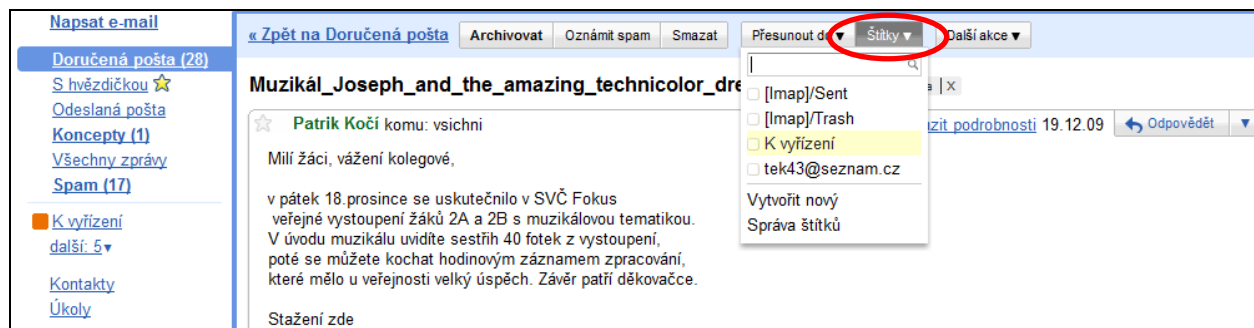 Napsat e-mail
Doručená pošta (28)
S hvězdičkou
Odeslaná pošta
Koncepty (1)
Všechny zprávy
Spam (17)
K vyřízení
další: 5▾
Kontakty
Úkoly
« Zpět na Doručená pošta Archivovat Oznámit spam Smazat Přesunout do ▾ Štítky ▾ Další akce ▾
Muzikál_Joseph_and_the_amazing_technicolor_dre X
[Imap]/Sent
[Imap]/Trash
K vyřízení
tek43@seznam.cz
Vytvořit nový
Správa štítků
Patrik Kočí komu: vsichni podrobnosti 19.12.09 Odpovědět ▾
Milí žáci, vážení kolegové,
v pátek 18.prosince se uskutečnilo v SVČ Fokus
veřejné vystoupení žáků 2A a 2B s muzikálovou tematikou.
V úvodu muzikálu uvidíte sestřih 40 fotek z vystoupení,
poté se můžete kochat hodinovým záznamem zpracování,
které mělo u veřejnosti velký úspěch. Závěr patří děkovačce.
Stažení zde